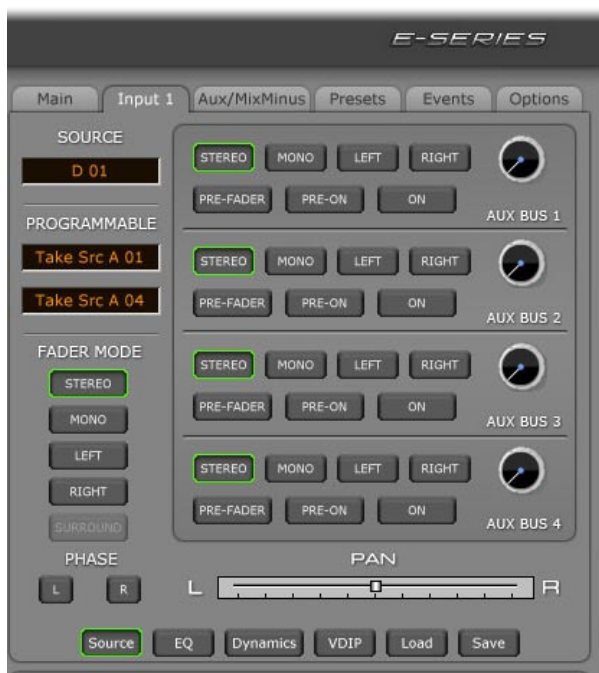 E-SERIES
Main Input 1 Aux/MixMinus Presets Events Options
SOURCE
D 01
PROGRAMMABLE
Take Src A 01
Take Src A 04
FADER MODE
STEREO
MONO
LEFT
RIGHT
SURROUND
PHASE
L R
STEREO MONO LEFT RIGHT
PRE-FADER PRE-ON ON
AUX BUS 1
STEREO MONO LEFT RIGHT
PRE-FADER PRE-ON ON
AUX BUS 2
STEREO MONO LEFT RIGHT
PRE-FADER PRE-ON ON
AUX BUS 3
STEREO MONO LEFT RIGHT
PRE-FADER PRE-ON ON
AUX BUS 4
PAN
L R
Source EQ Dynamics VDIP Load Save